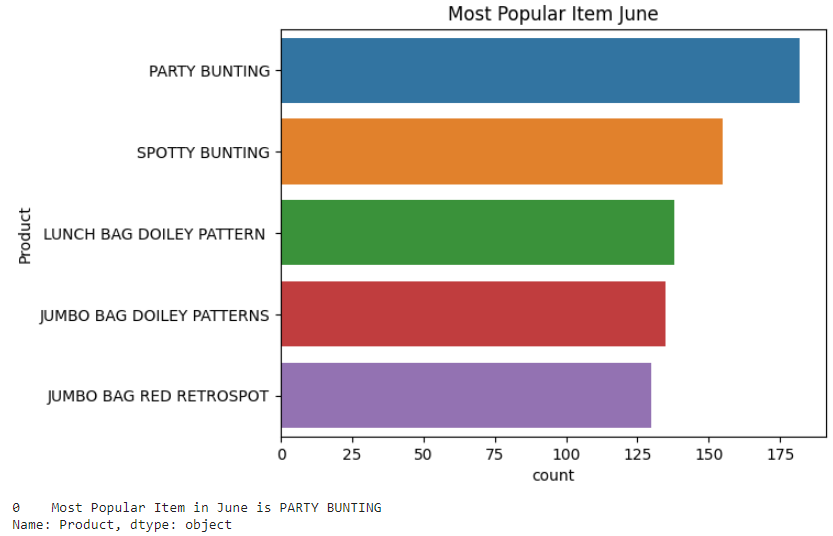 Most Popular Item June
PARTY BUNTING
SPOTTY BUNTING
LUNCH BAG DOILEY PATTERN
JUMBO BAG DOILEY PATTERNS
JUMBO BAG RED RETROSPOT
Product
0 25 50 75 100 125 150 175
count
0    Most Popular Item in June is PARTY BUNTING
Name: Product, dtype: object